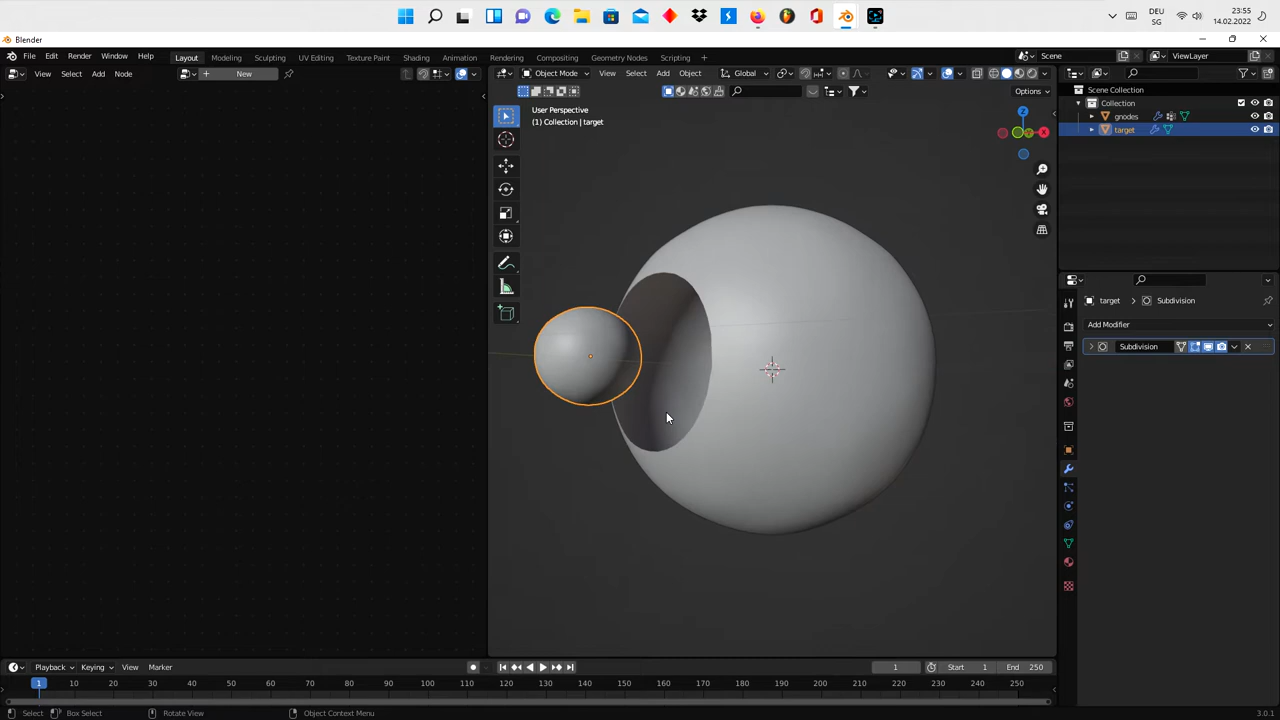 DEU
23:55
SG
14.02.2022
Blender
File Edit Render Window Help
Layout Modeling Sculpting UV Editing Texture Paint Shading Animation Rendering Compositing Geometry Nodes Scripting +
Scene
ViewLayer
View Select Add Node
New
Object Mode
View Select Add Object
Global
Options
User Perspective
(1) Collection | target
Z
X
Scene Collection
Collection
gnodes
target
target > Subdivision
Add Modifier
Subdivision
Playback Keying View Marker
1 Start 1 End 250
1 10 20 30 40 50 60 70 80 90 100 110 120 130 140 150 160 170 180 190 200 210 220 230 240 250
Select Box Select Rotate View Object Context Menu
3.0.1